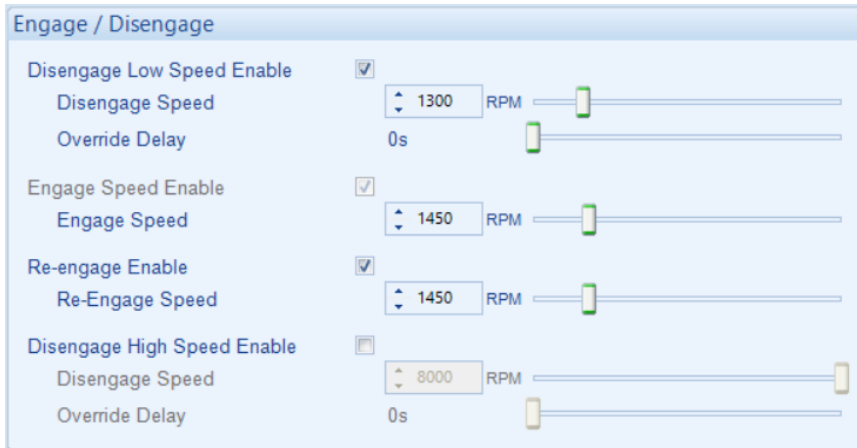 Engage / Disengage
Disengage Low Speed Enable
Disengage Speed 1300 RPM
Override Delay 0s
Engage Speed Enable
Engage Speed 1450 RPM
Re-engage Enable
Re-Engage Speed 1450 RPM
Disengage High Speed Enable
Disengage Speed 8000 RPM
Override Delay 0s